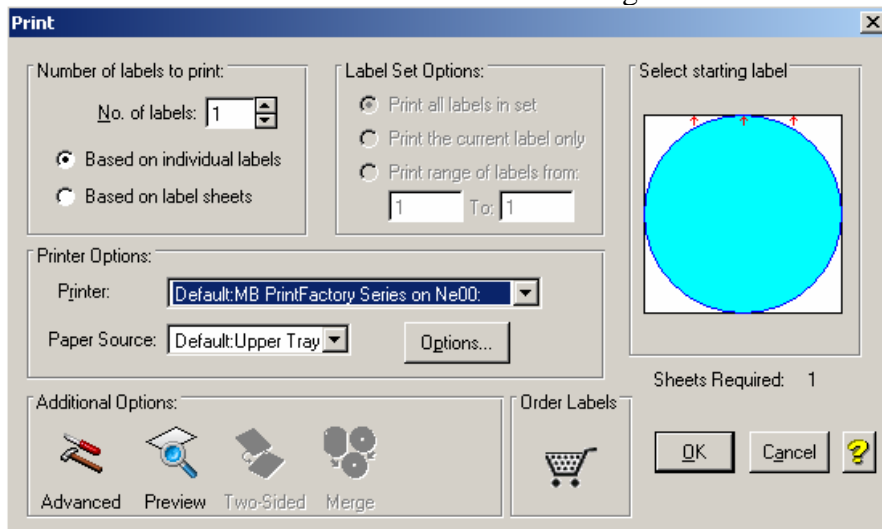 Print
Number of labels to print:
No. of labels: 1
Based on individual labels
Based on label sheets
Label Set Options:
Print all labels in set
Print the current label only
Print range of labels from:
1 To: 1
Select starting label
Printer Options:
Printer: Default:MB PrintFactory Series on Ne00:
Paper Source: Default:Upper Tray
Options...
Sheets Required: 1
Additional Options:
Advanced Preview Two-Sided Merge
Order Labels
OK Cancel ?